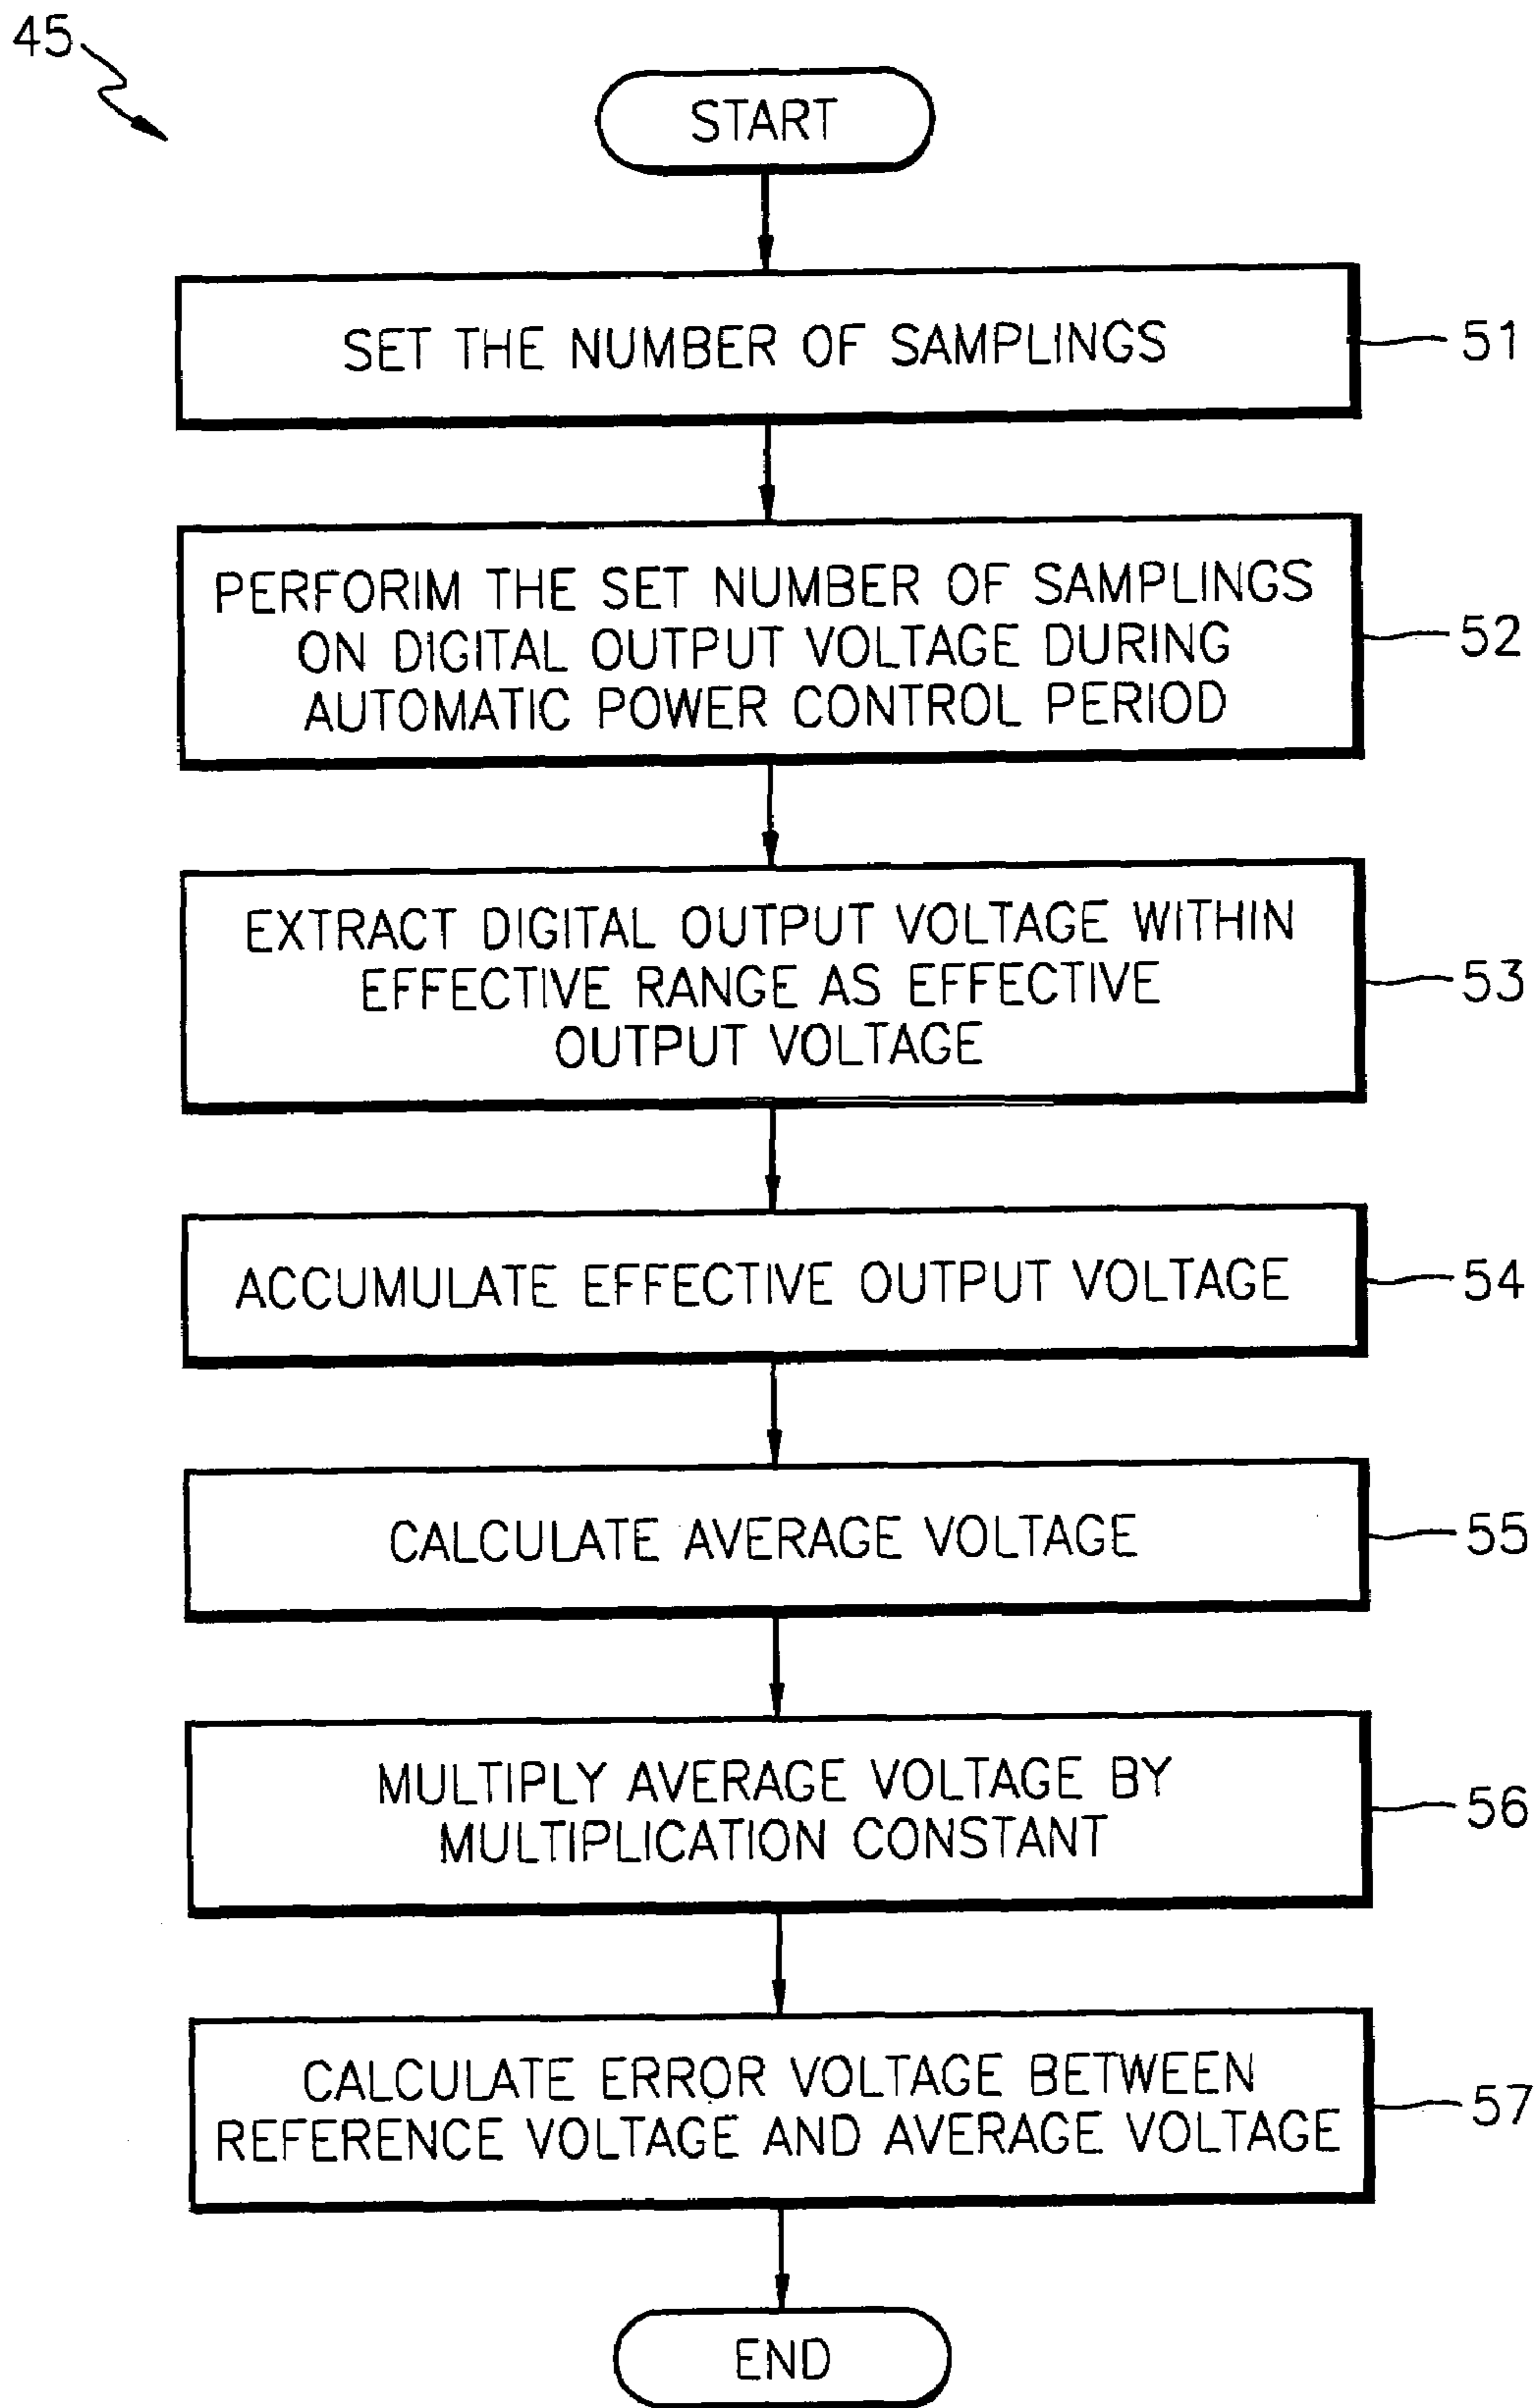 45
START
SET THE NUMBER OF SAMPLINGS
51
PERFORIM THE SET NUMBER OF SAMPLINGS
ON DIGITAL OUTPUT VOLTAGE DURING
AUTOMATIC POWER CONTROL PERIOD
52
EXTRACT DIGITAL OUTPUT VOLTAGE WITHIN
EFFECTIVE RANGE AS EFFECTIVE
OUTPUT VOLTAGE
53
ACCUMULATE EFFECTIVE OUTPUT VOLTAGE
54
CALCULATE AVERAGE VOLTAGE
55
MULTIPLY AVERAGE VOLTAGE BY
MULTIPLICATION CONSTANT
56
CALCULATE ERROR VOLTAGE BETWEEN
REFERENCE VOLTAGE AND AVERAGE VOLTAGE
57
END